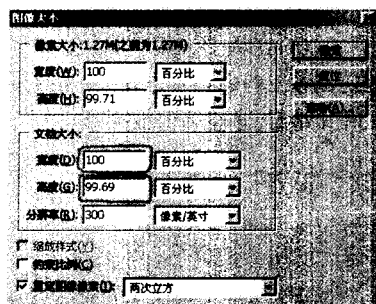 图像大小
像素大小:1.27M(之前为1.27M)
宽度(W): 100 百分比
高度(H): 99.71 百分比
文档大小:
宽度(D): 100 百分比
高度(G): 99.69 百分比
分辨率(R): 300 像素/英寸
缩放样式(Y)
约束比例(C)
重定图像像素(I): 两次立方